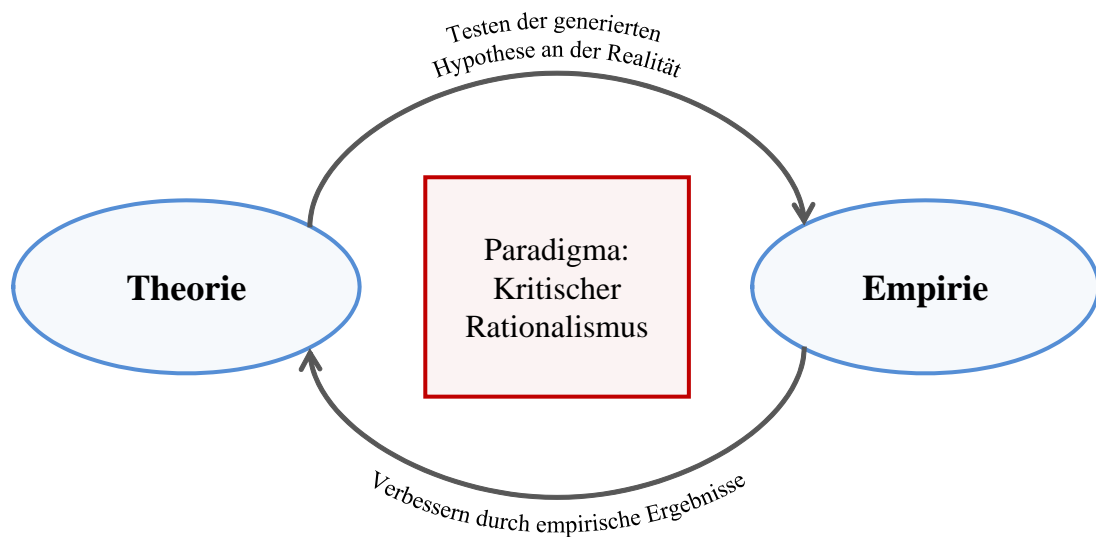 Testen der generierten
Hypothese an der Realität
Theorie
Paradigma:
Kritischer
Rationalismus
Empirie
Verbessern durch empirische Ergebnisse